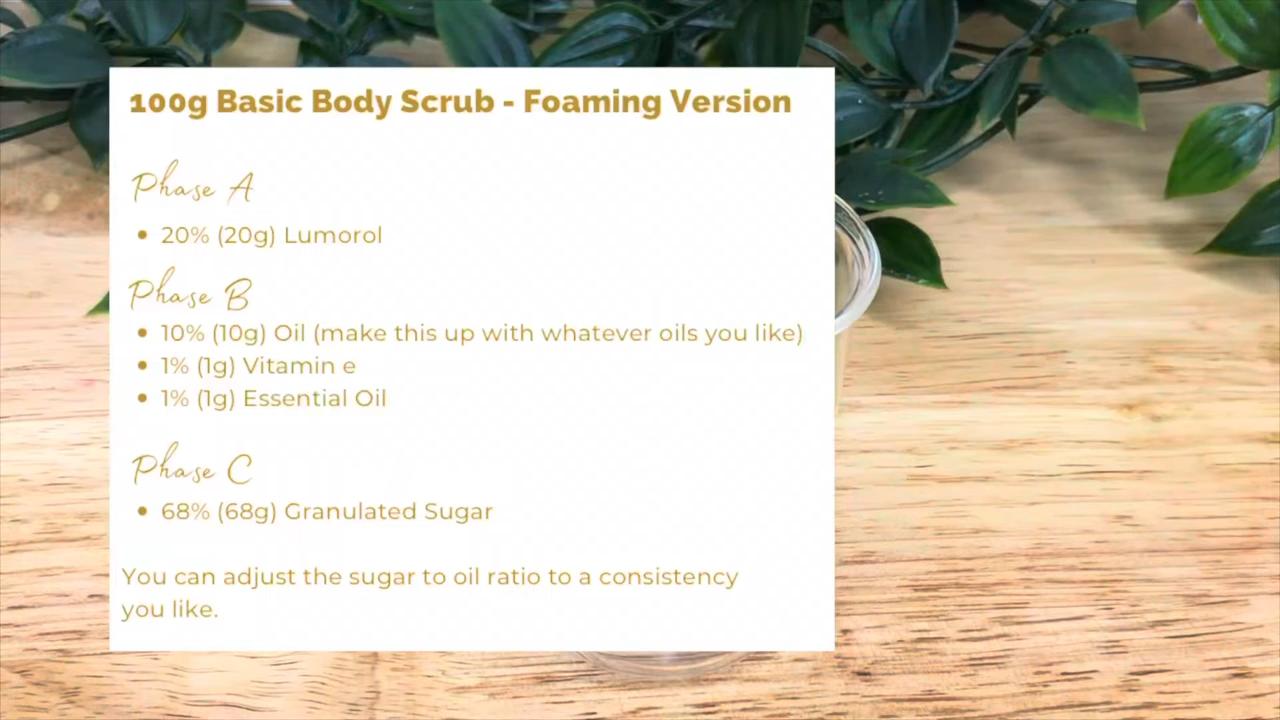 100g Basic Body Scrub - Foaming Version
Phase A
• 20% (20g) Lumorol
Phase B
• 10% (10g) Oil (make this up with whatever oils you like)
• 1% (1g) Vitamin e
• 1% (1g) Essential Oil
Phase C
• 68% (68g) Granulated Sugar
You can adjust the sugar to oil ratio to a consistency
you like.